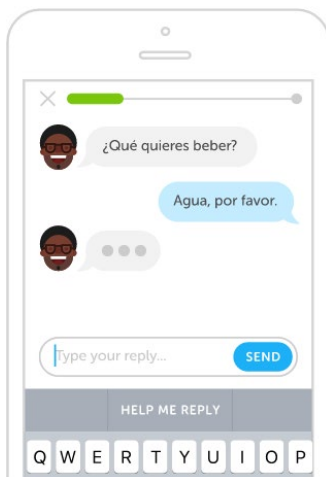 ¿Qué quieres beber?
Agua, por favor.
Type your reply...
SEND
HELP ME REPLY
Q W E R T Y U I O P